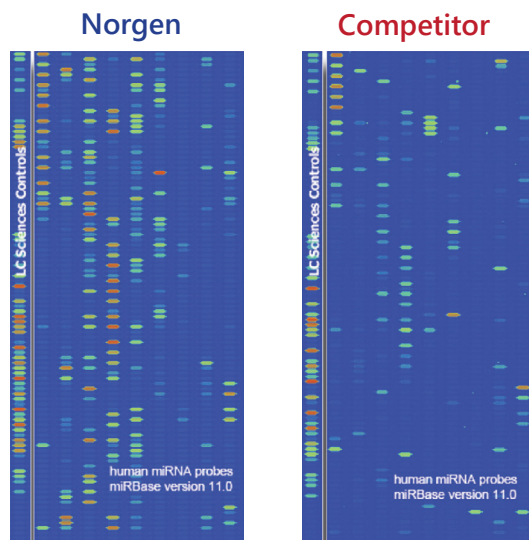 Norgen
Competitor
LC Sciences Controls
human miRNA probes
miRBase version 11.0
LC Sciences Controls
human miRNA probes
miRBase version 11.0